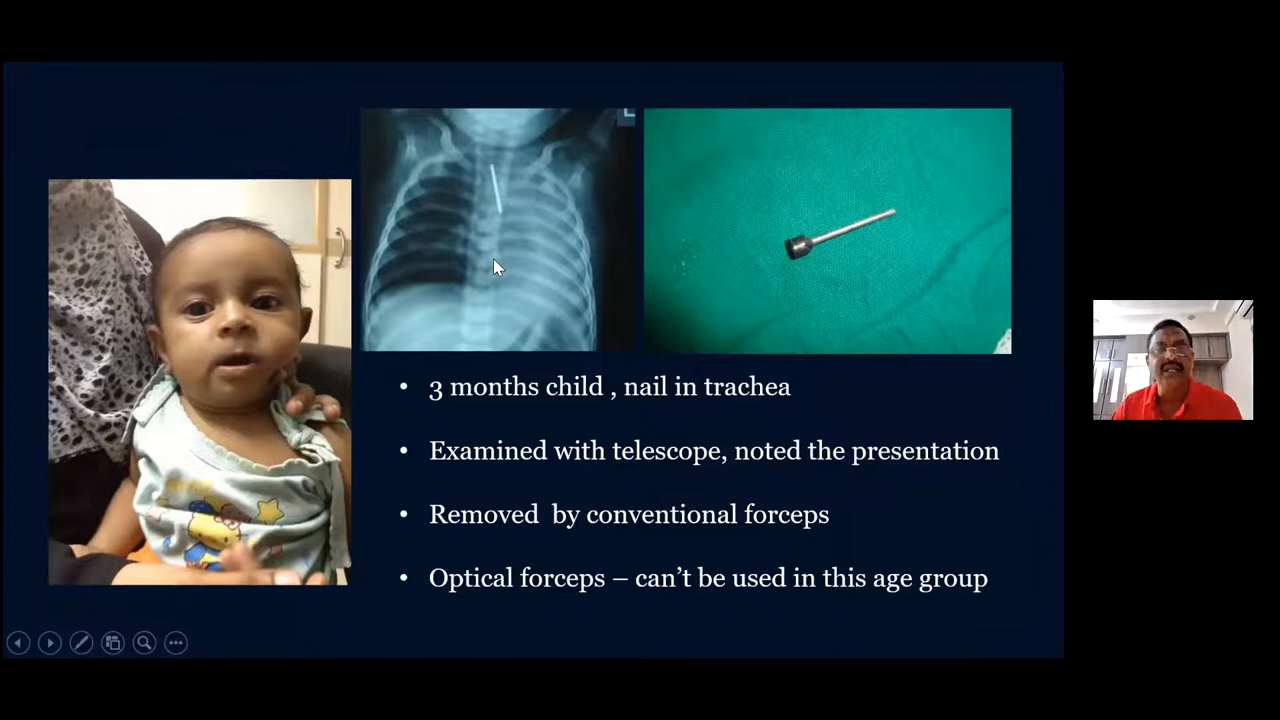 3 months child , nail in trachea
Examined with telescope, noted the presentation
Removed by conventional forceps
Optical forceps – can't be used in this age group